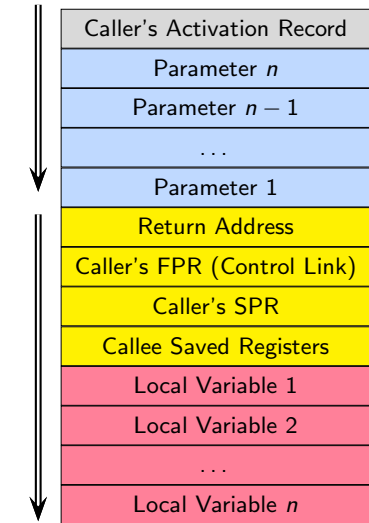 Caller's Activation Record
Parameter n
Parameter n − 1
. . .
Parameter 1
Return Address
Caller's FPR (Control Link)
Caller's SPR
Callee Saved Registers
Local Variable 1
Local Variable 2
. . .
Local Variable n